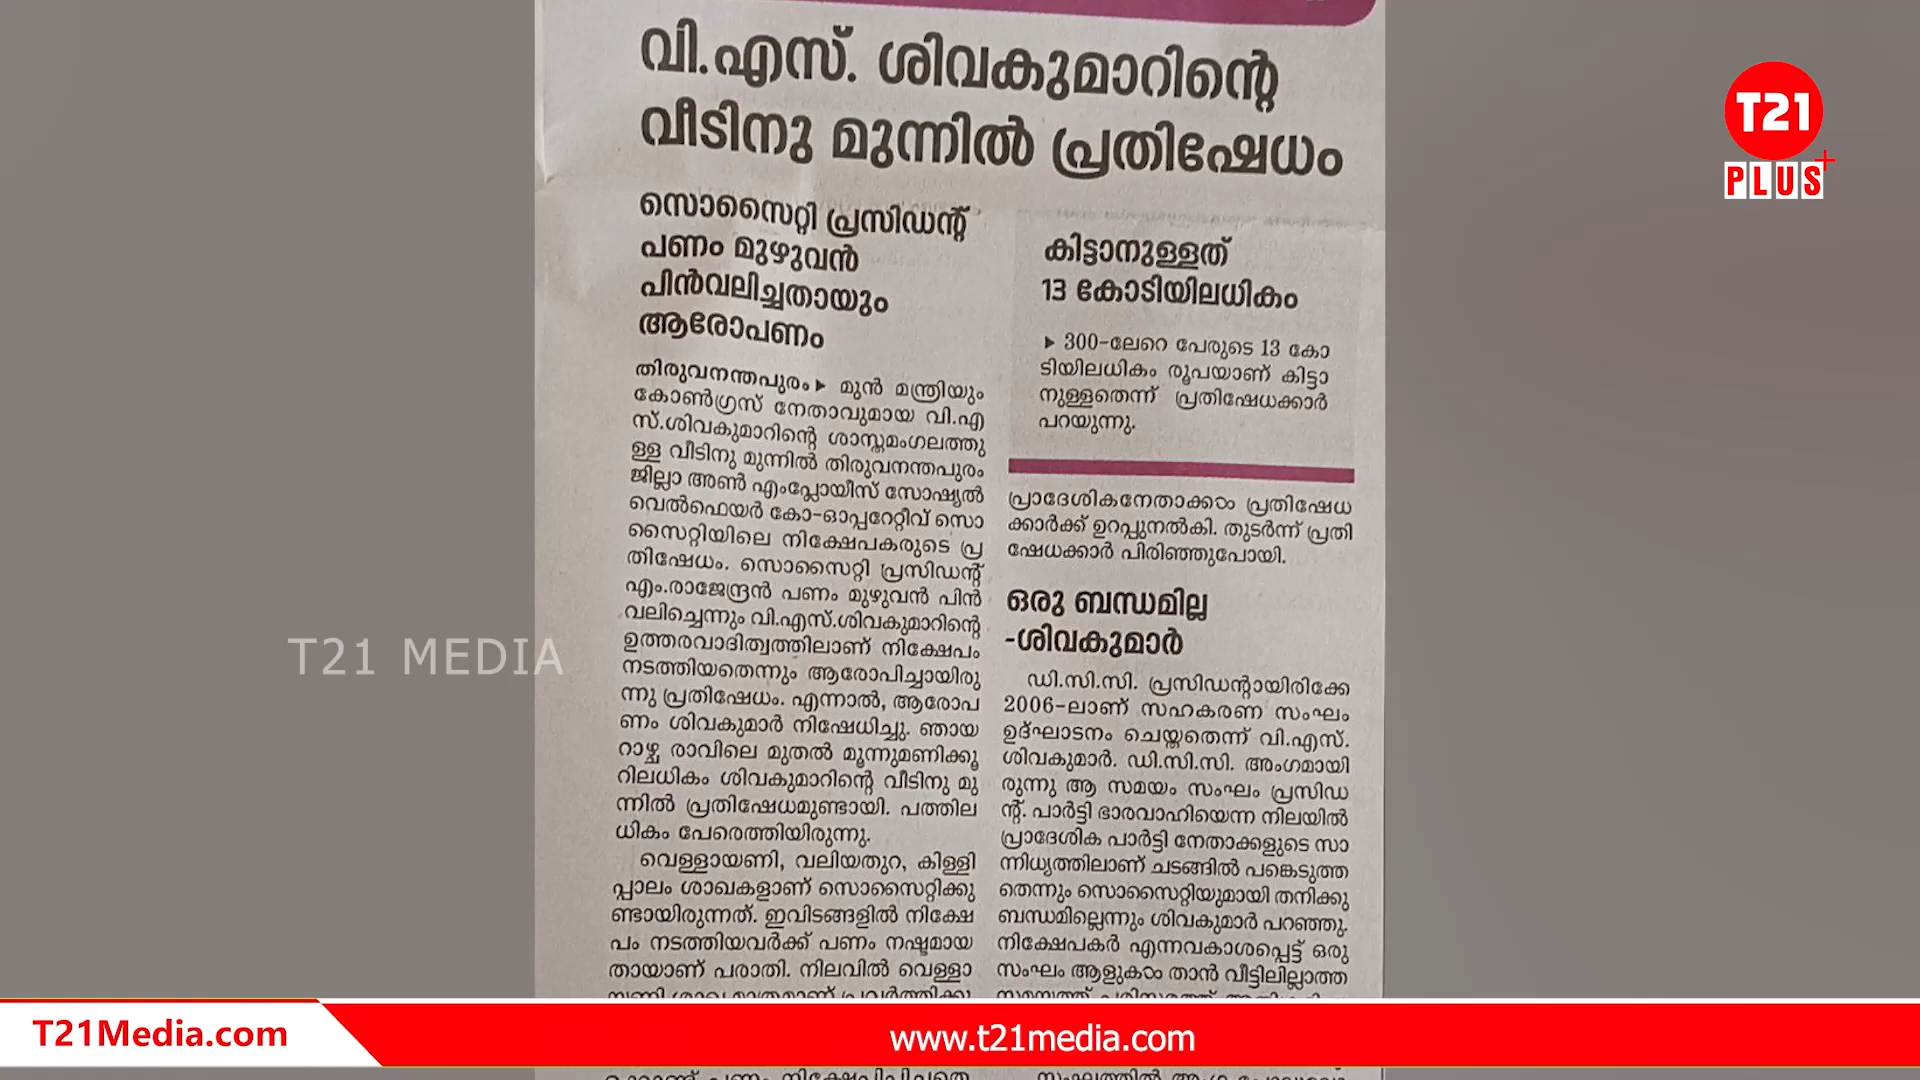 വി.എസ്. ശിവകുമാറിന്റെ
വീടിനു മുന്നിൽ പ്രതിഷേധം
സൊസൈറ്റി പ്രസിഡന്റ്
പണം മുഴുവൻ
പിൻവലിച്ചതായും
ആരോപണം
തിരുവനന്തപുരം ▶ മുൻ മന്ത്രിയും
കോൺഗ്രസ് നേതാവുമായ വി.എ
സ്.ശിവകുമാറിന്റെ ശാസ്തമംഗലത്തു
ള്ള വീടിനു മുന്നിൽ തിരുവനന്തപുരം
ജില്ലാ അൺ എംപ്ലോയീസ് സോഷ്യൽ
വെൽഫെയർ കോ-ഓപ്പറേറ്റീവ് സൊ
സൈറ്റിയിലെ നിക്ഷേപകരുടെ പ്ര
തിഷേധം. സൊസൈറ്റി പ്രസിഡന്റ്
എം.രാജേന്ദ്രൻ പണം മുഴുവൻ പിൻ
വലിച്ചെന്നും വി.എസ്.ശിവകുമാറിന്റെ
ഉത്തരവാദിത്വത്തിലാണ് നിക്ഷേപം
നടത്തിയതെന്നും ആരോപിച്ചായിരു
ന്നു പ്രതിഷേധം. എന്നാൽ, ആരോപ
ണം ശിവകുമാർ നിഷേധിച്ചു. ഞായ
റാഴ്ച രാവിലെ മുതൽ മൂന്നുമണിക്കൂ
റിലധികം ശിവകുമാറിന്റെ വീടിനു മു
ന്നിൽ പ്രതിഷേധമുണ്ടായി. പത്തില
ധികം പേരെത്തിയിരുന്നു.
വെള്ളായണി, വലിയതുറ, കിള്ളി
പ്പാലം ശാഖകളാണ് സൊസൈറ്റിക്കു
ണ്ടായിരുന്നത്. ഇവിടങ്ങളിൽ നിക്ഷേ
പം നടത്തിയവർക്ക് പണം നഷ്ടമായ
തായാണ് പരാതി. നിലവിൽ വെള്ളാ
കിട്ടാനുള്ളത്
13 കോടിയിലധികം
▶ 300-ലേറെ പേരുടെ 13 കോ
ടിയിലധികം രൂപയാണ് കിട്ടാ
നുള്ളതെന്ന് പ്രതിഷേധക്കാർ
പറയുന്നു.
പ്രാദേശികനേതാക്കൾ പ്രതിഷേധ
ക്കാർക്ക് ഉറപ്പുനൽകി. തുടർന്ന് പ്രതി
ഷേധക്കാർ പിരിഞ്ഞുപോയി.
ഒരു ബന്ധമില്ല
-ശിവകുമാർ
ഡി.സി.സി. പ്രസിഡന്റായിരിക്കേ
2006-ലാണ് സഹകരണ സംഘം
ഉദ്ഘാടനം ചെയ്തതെന്ന് വി.എസ്.
ശിവകുമാർ. ഡി.സി.സി. അംഗമായി
രുന്നു ആ സമയം സംഘം പ്രസിഡ
ന്റ്. പാർട്ടി ഭാരവാഹിയെന്ന നിലയിൽ
പ്രാദേശിക പാർട്ടി നേതാക്കളുടെ സാ
ന്നിധ്യത്തിലാണ് ചടങ്ങിൽ പങ്കെടുത്ത
തെന്നും സൊസൈറ്റിയുമായി തനിക്കു
ബന്ധമില്ലെന്നും ശിവകുമാർ പറഞ്ഞു.
നിക്ഷേപകർ എന്നവകാശപ്പെട്ട് ഒരു
സംഘം ആളുകൾ താൻ വീട്ടിലില്ലാത്ത
T21
PLUS+
T21 MEDIA
T21Media.com
www.t21media.com